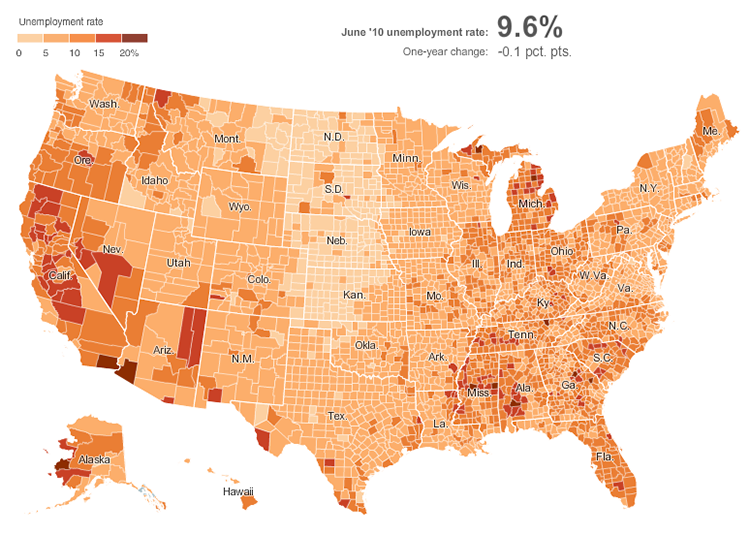 Unemployment rate
0 5 10 15 20%
June '10 unemployment rate: 9.6%
One-year change: -0.1 pct. pts.
Wash.
Mont.
N.D.
Minn.
Me.
Ore.
Idaho
S.D.
Wis.
Mich.
N.Y.
Wyo.
Nev.
Utah
Neb.
Iowa
Pa.
Calif.
Colo.
Kan.
Mo.
Ill.
Ind.
Ohio
W.Va.
Va.
Ky.
Ariz.
N.M.
Okla.
Ark.
Tenn.
N.C.
S.C.
Tex.
La.
Miss
Ala.
Ga.
Fla.
Alaska
Hawaii